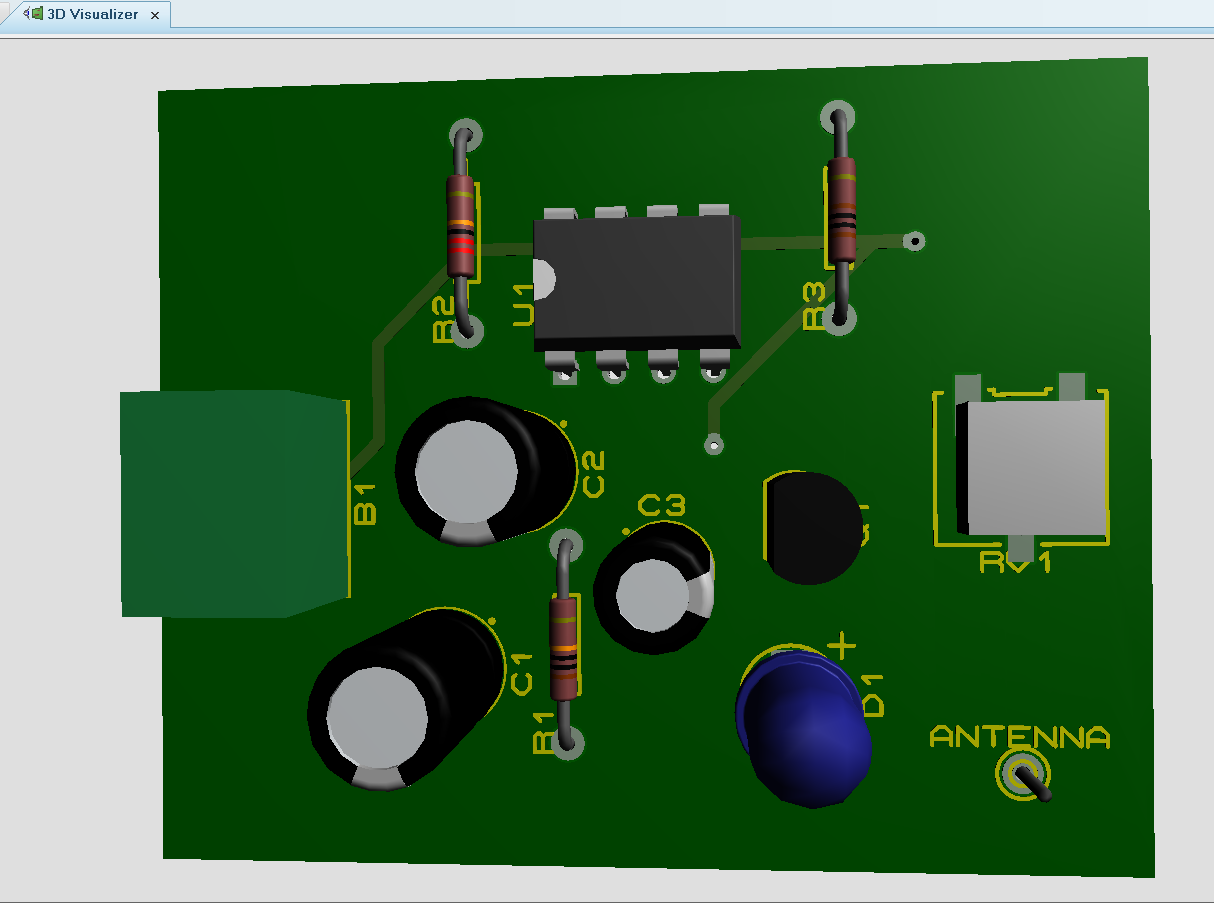 3D Visualizer
R2
U1
R3
B1
C2
C3
RV1
C1
R1
D1
ANTENNA